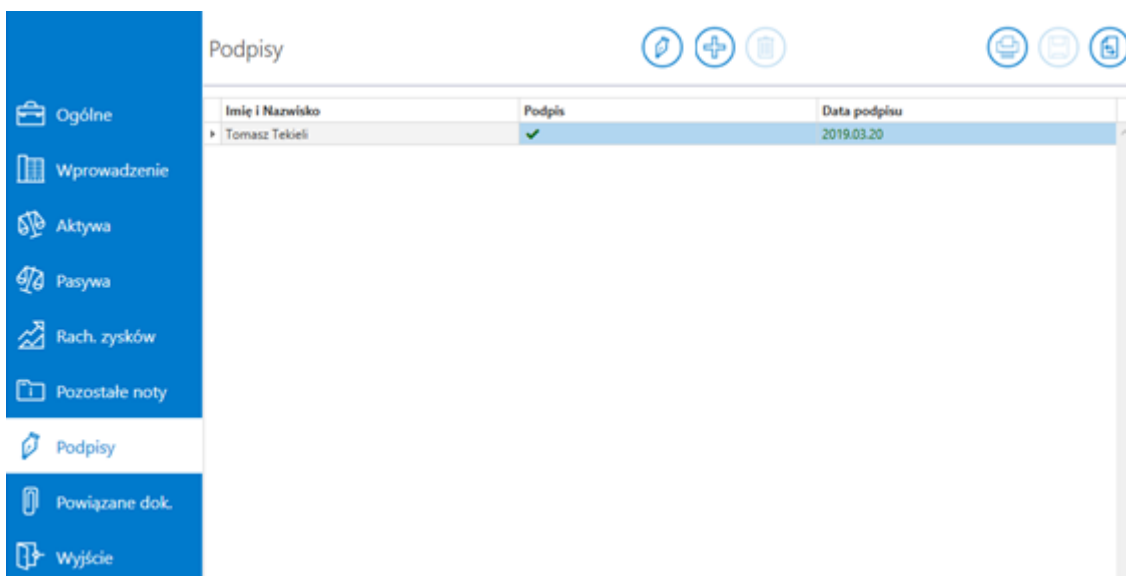 Podpisy
Ogólne
Wprowadzenie
Aktywa
Pasywa
Rach. zysków
Pozostałe noty
Podpisy
Powiązane dok.
Wyjście
Imię i Nazwisko Podpis Data podpisu
Tomasz Tekieli 2019.03.20